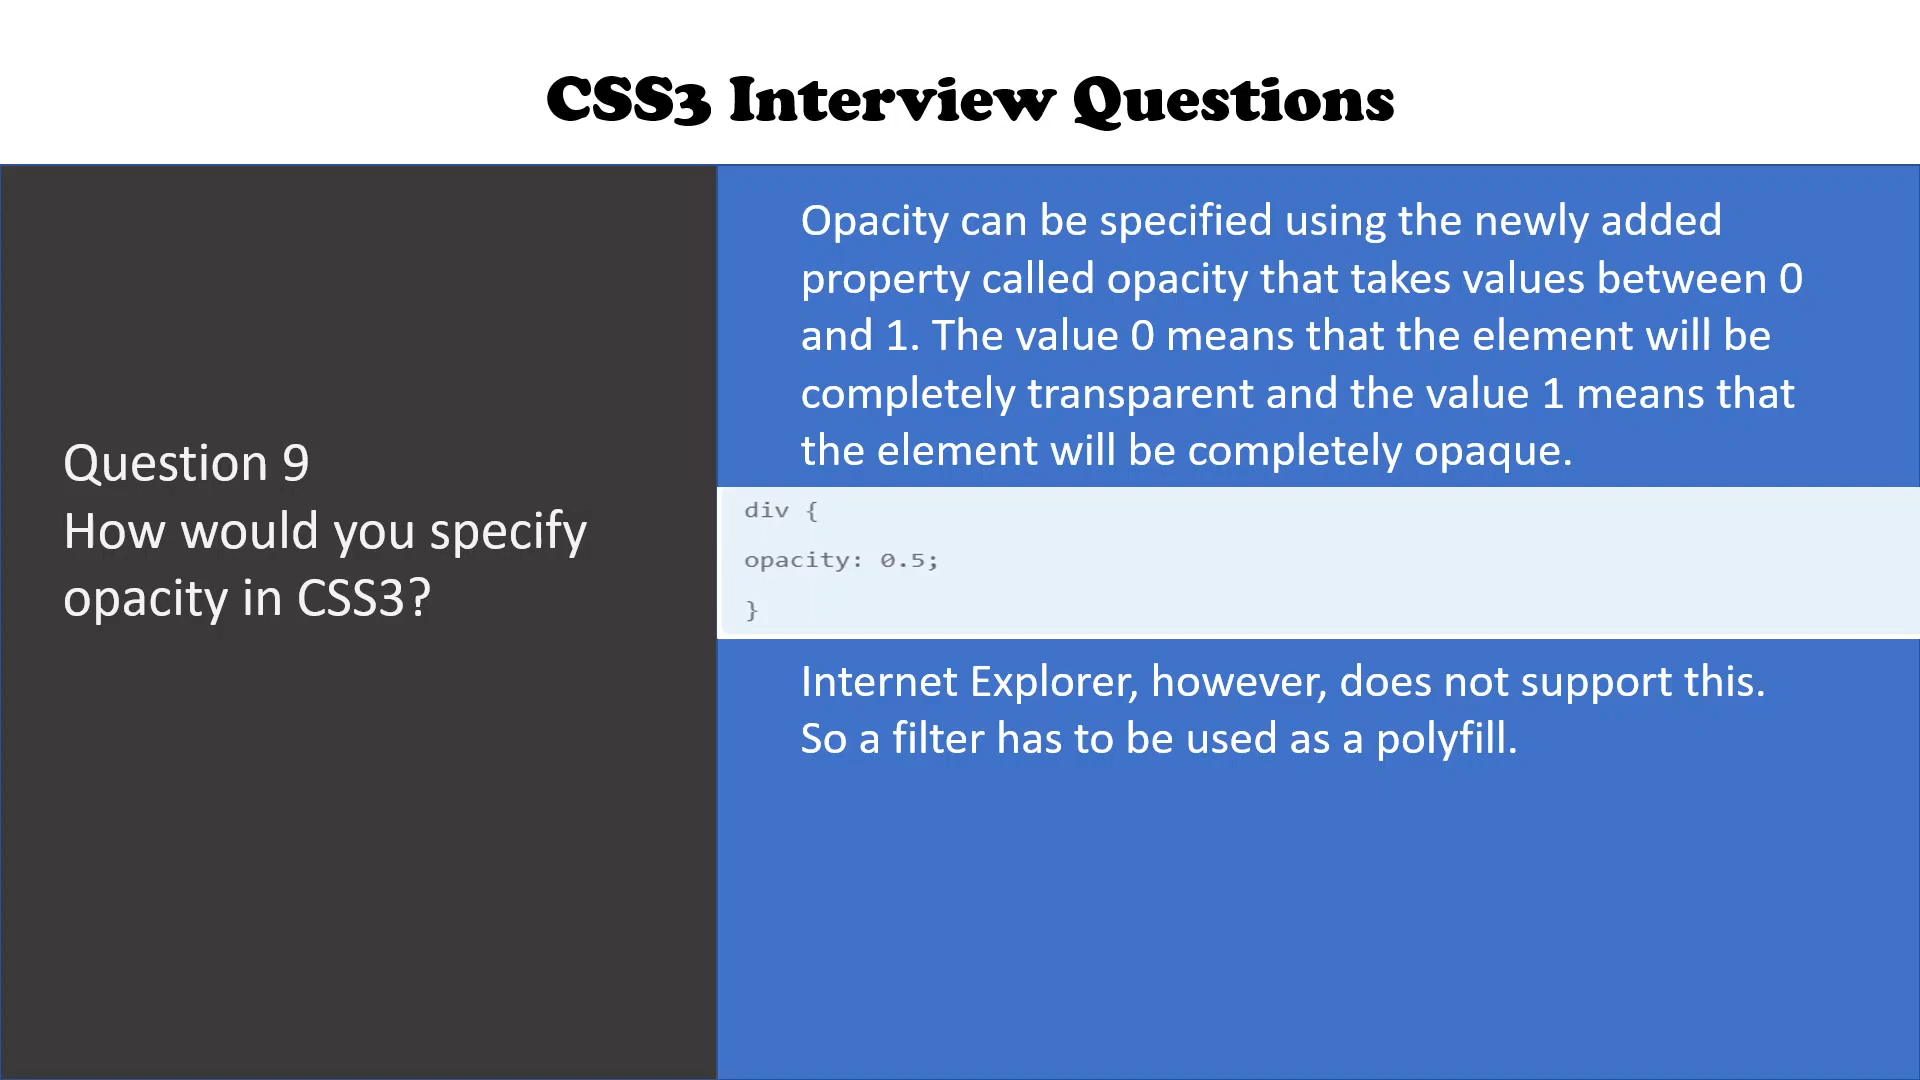 CSS3 Interview Questions
Question 9
How would you specify
opacity in CSS3?
Opacity can be specified using the newly added
property called opacity that takes values between 0
and 1. The value 0 means that the element will be
completely transparent and the value 1 means that
the element will be completely opaque.
div {
opacity: 0.5;
}
Internet Explorer, however, does not support this.
So a filter has to be used as a polyfill.